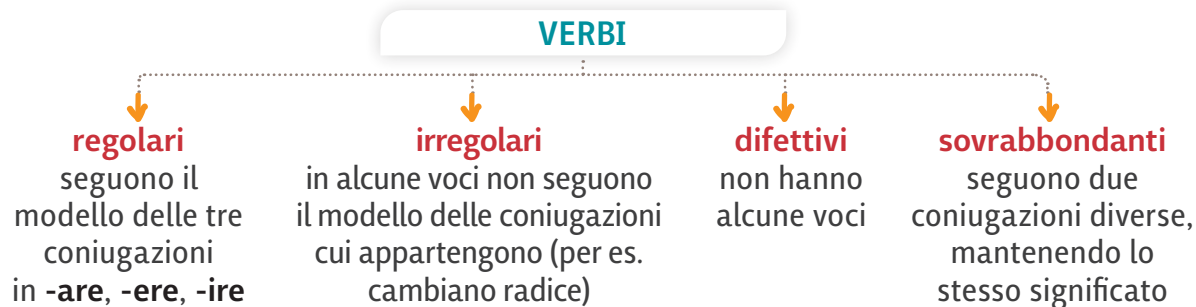 VERBI
regolari
seguono il
modello delle tre
coniugazioni
in -are, -ere, -ire
irregolari
in alcune voci non seguono
il modello delle coniugazioni
cui appartengono (per es.
cambiano radice)
difettivi
non hanno
alcune voci
sovrabbondanti
seguono due
coniugazioni diverse,
mantenendo lo
stesso significato